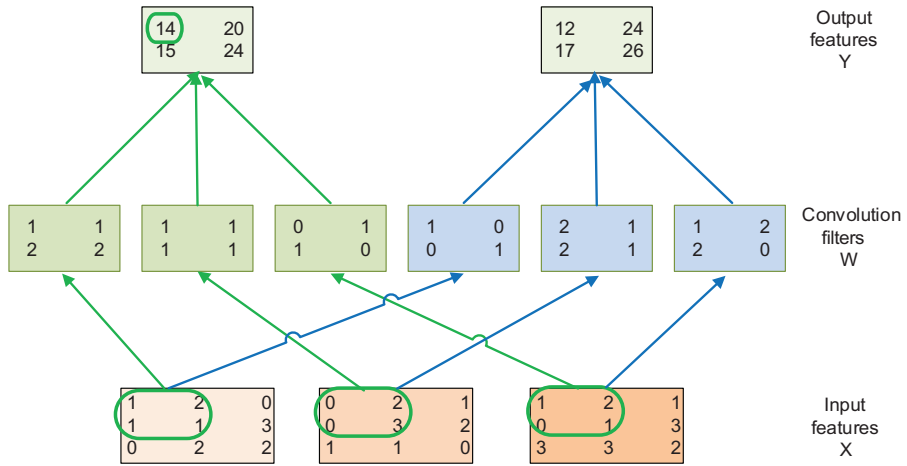 14 20
15 24
12 24
17 26
Output
features
Y
1 1
2 2
1 1
1 1
0 1
1 0
1 0
0 1
2 1
2 1
1 2
2 0
Convolution
filters
W
1 2 0
1 1 3
0 2 2
0 2 1
0 3 2
1 1 0
1 2 1
0 1 3
3 3 2
Input
features
X